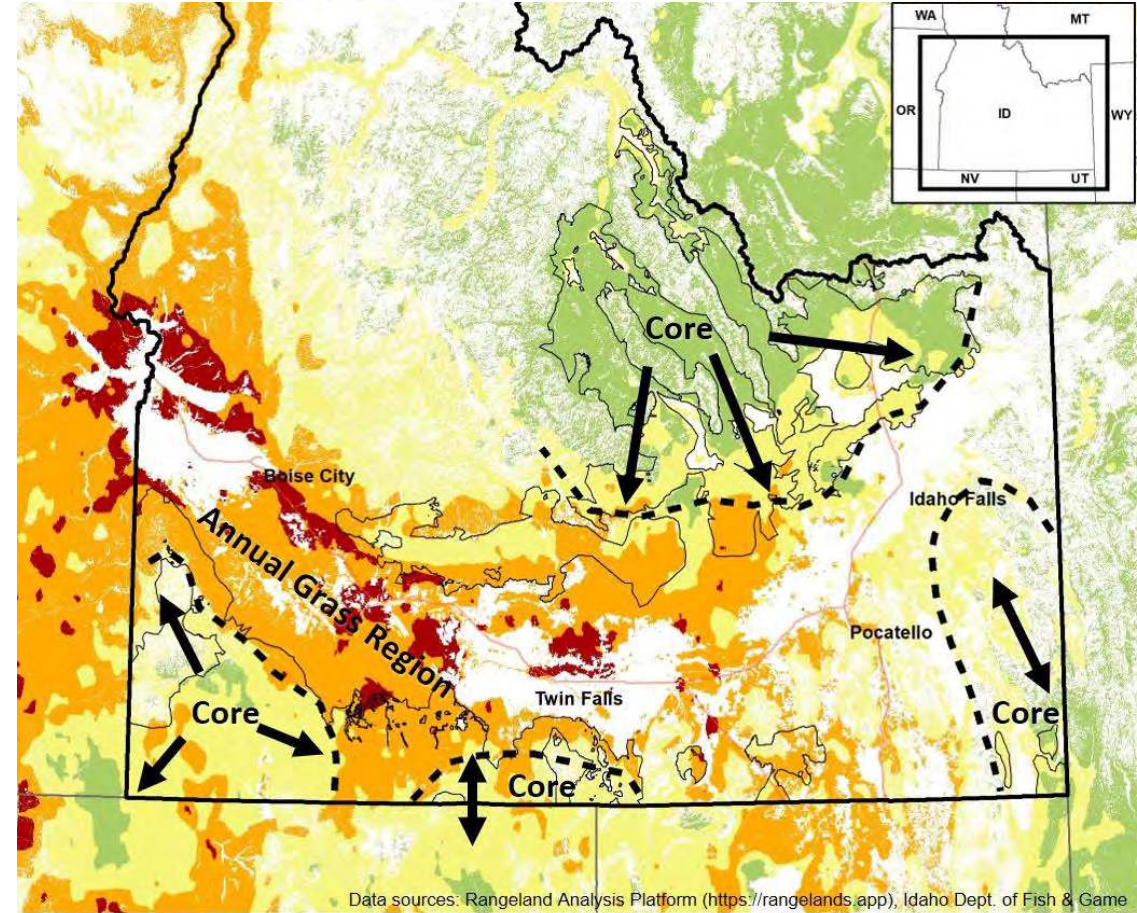 WA
MT
OR
ID
WY
NV
UT
Core
Boise City
Idaho Falls
Annual Grass Region
Pocatello
Twin Falls
Core
Core
Core
Data sources: Rangeland Analysis Platform (https://rangelands.app), Idaho Dept. of Fish & Game